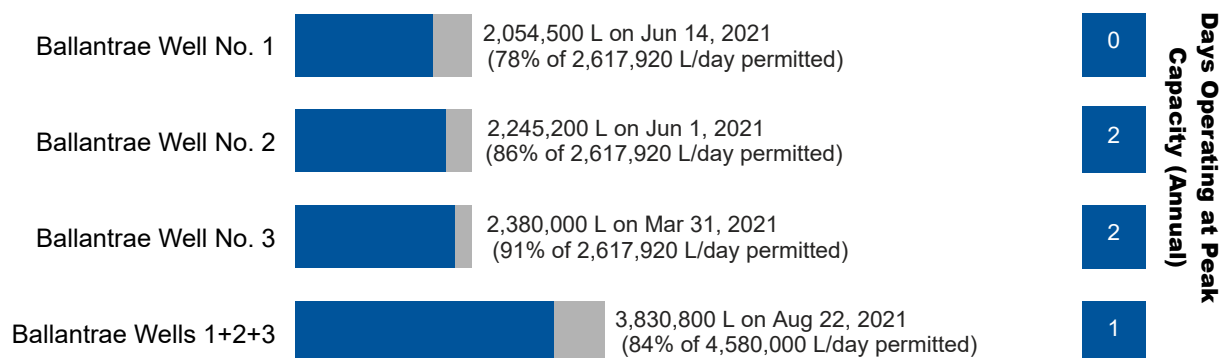 Ballantrae Well No. 1
2,054,500 L on Jun 14, 2021
(78% of 2,617,920 L/day permitted)
0
Ballantrae Well No. 2
2,245,200 L on Jun 1, 2021
(86% of 2,617,920 L/day permitted)
2
Ballantrae Well No. 3
2,380,000 L on Mar 31, 2021
(91% of 2,617,920 L/day permitted)
2
Ballantrae Wells 1+2+3
3,830,800 L on Aug 22, 2021
(84% of 4,580,000 L/day permitted)
1
Days Operating at Peak
Capacity (Annual)